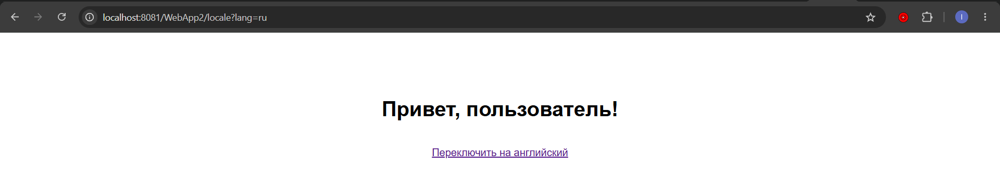 localhost:8081/WebApp2/locale?lang=ru
I
Привет, пользователь!
Переключить на английский